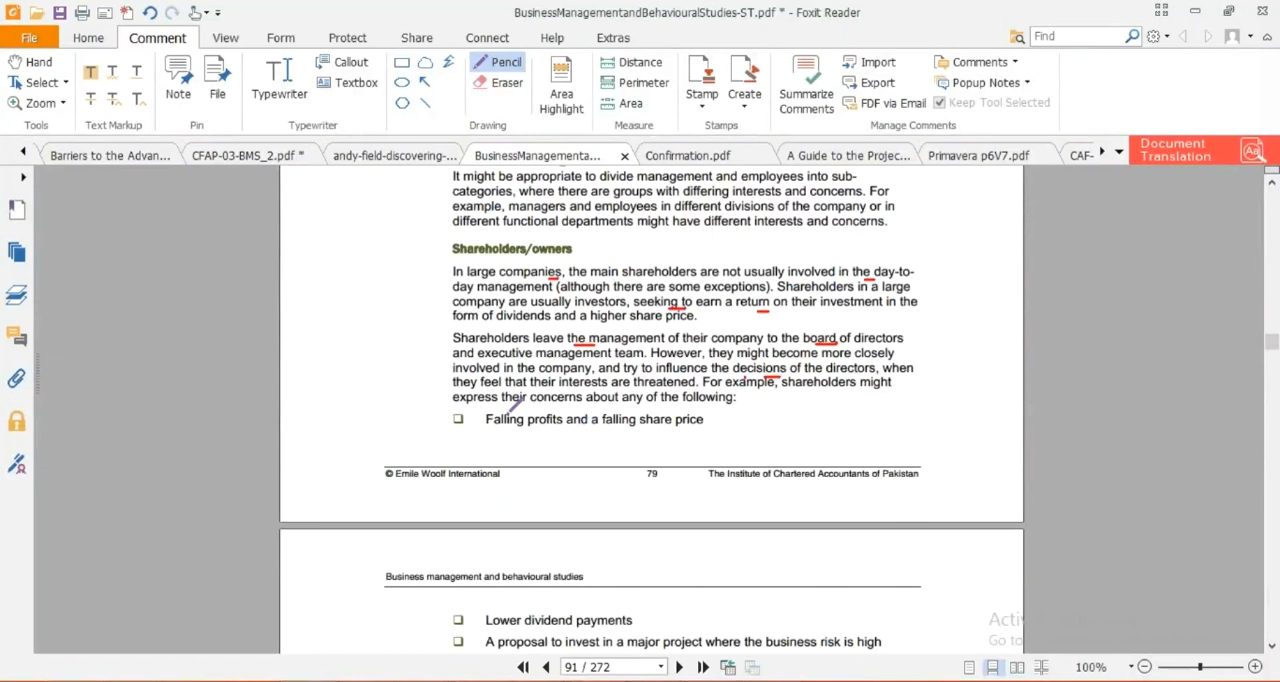 BusinessManagementandBehaviouralStudies-ST.pdf * - Foxit Reader
File Home Comment View Form Protect Share Connect Help Extras Find
Hand
Select
Zoom
Tools
Text Markup
Note
File
Pin
Typewriter
Callout
Textbox
Typewriter
Pencil
Eraser
Drawing
Area
Highlight
Distance
Perimeter
Area
Measure
Stamp
Create
Stamps
Summarize
Comments
Import
Export
FDF via Email
Comments
Popup Notes
Keep Tool Selected
Manage Comments
Barriers to the Advan... CFAP-03-BMS_2.pdf * andy-field-discovering-... BusinessManagementa... Confirmation.pdf A Guide to the Projec... Primavera p6V7.pdf CAF-
Document
Translation
It might be appropriate to divide management and employees into sub-
categories, where there are groups with differing interests and concerns. For
example, managers and employees in different divisions of the company or in
different functional departments might have different interests and concerns.
Shareholders/owners
In large companies, the main shareholders are not usually involved in the day-to-
day management (although there are some exceptions). Shareholders in a large
company are usually investors, seeking to earn a return on their investment in the
form of dividends and a higher share price.
Shareholders leave the management of their company to the board of directors
and executive management team. However, they might become more closely
involved in the company, and try to influence the decisions of the directors, when
they feel that their interests are threatened. For example, shareholders might
express their concerns about any of the following:
❑ Falling profits and a falling share price
© Emile Woolf International 79 The Institute of Chartered Accountants of Pakistan
Business management and behavioural studies
❑ Lower dividend payments
❑ A proposal to invest in a major project where the business risk is high
Activ
Go to
91 / 272
100%